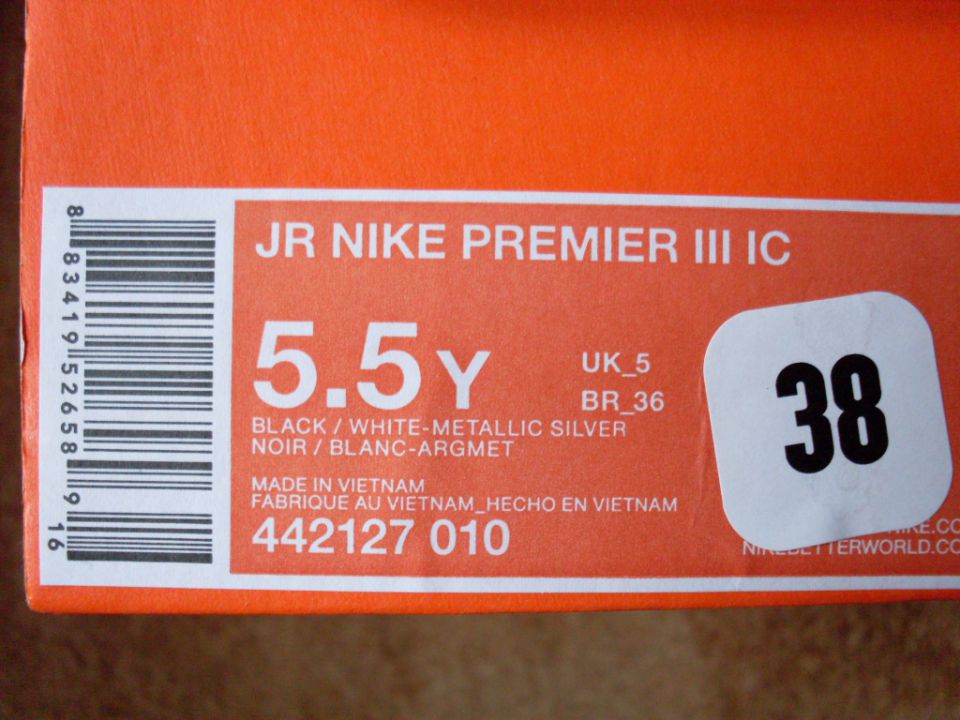 JR NIKE PREMIER III IC
5.5Y
UK_5
BR_36
38
BLACK / WHITE-METALLIC SILVER
NOIR / BLANC-ARGMET
MADE IN VIETNAM
FABRIQUE AU VIETNAM_HECHO EN VIETNAM
442127 010
8 83419 52658 9
16